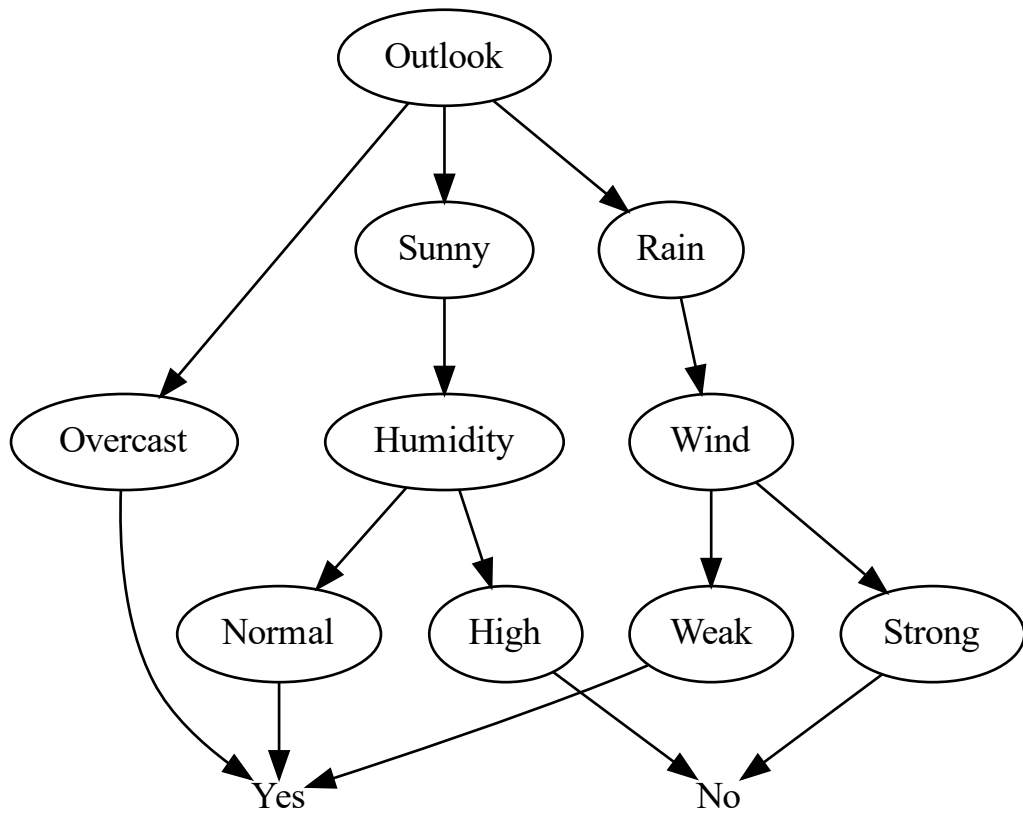 Outlook
Sunny
Rain
Overcast
Humidity
Wind
Normal
High
Weak
Strong
Yes
No